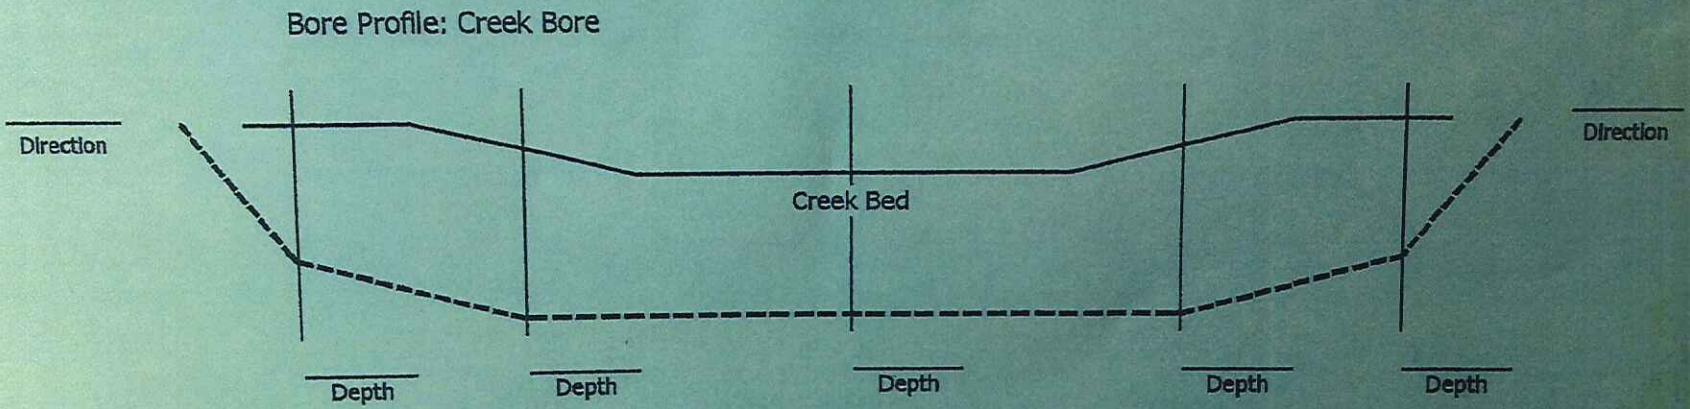 Bore Profile: Creek Bore
Direction
Direction
Creek Bed
Depth
Depth
Depth
Depth
Depth